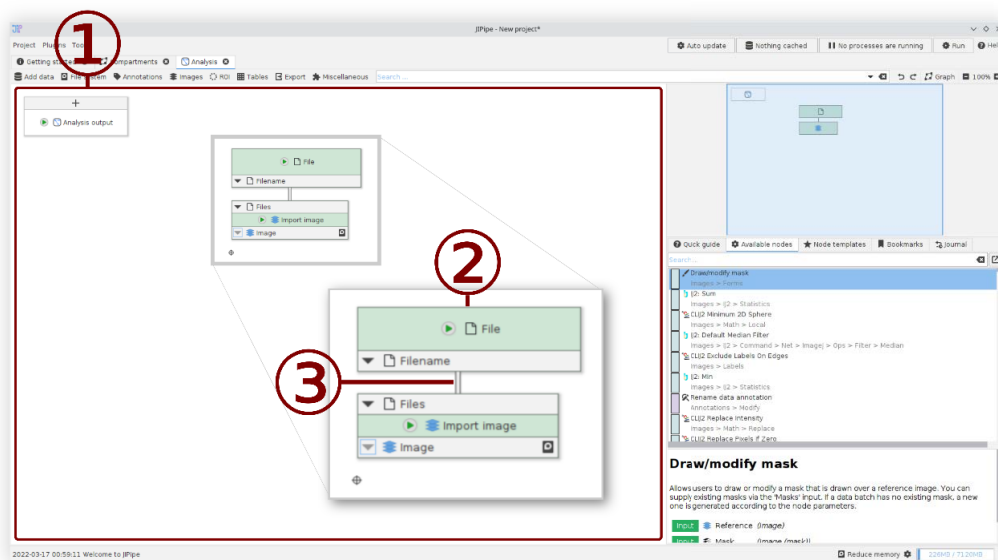 JIPipe - New project*
Project Plugins
Auto update
Nothing cached
No processes are running
Run
Analysis
Add data
Annotations
Images
ROI
Tables
Export
Miscellaneous
Search ...
Graph
100%
1
+
Analysis output
File
Filename
Files
Import image
Image
2
File
3
Filename
Files
Import image
Image
Quick guide
Available nodes
Node templates
Bookmarks
Journal
Search ...
Draw/modify mask
Images > Forms
IJ2: Sum
Images > IJ2 > Statistics
CLIJ2 Minimum 2D Sphere
Images > Math > Local
IJ2: Default Median Filter
Images > IJ2 > Command > Net > Imagej > Ops > Filter > Median
CLIJ2 Exclude Labels On Edges
Images > Labels
IJ2: Min
Images > IJ2 > Statistics
Rename data annotation
Annotations > Modify
CLIJ2 Replace Intensity
Images > Math > Replace
CLIJ2 Replace Pixels If Zero
Draw/modify mask
Allows users to draw or modify a mask that is drawn over a reference image. You can
supply existing masks via the 'Masks' input. If a data batch has no existing mask, a new
one is generated according to the node parameters.
Input Reference (Image)
Input Mask (Image (mask))
2022-03-17 00:59:11 Welcome to JIPipe
Reduce memory
226MB / 7126MB